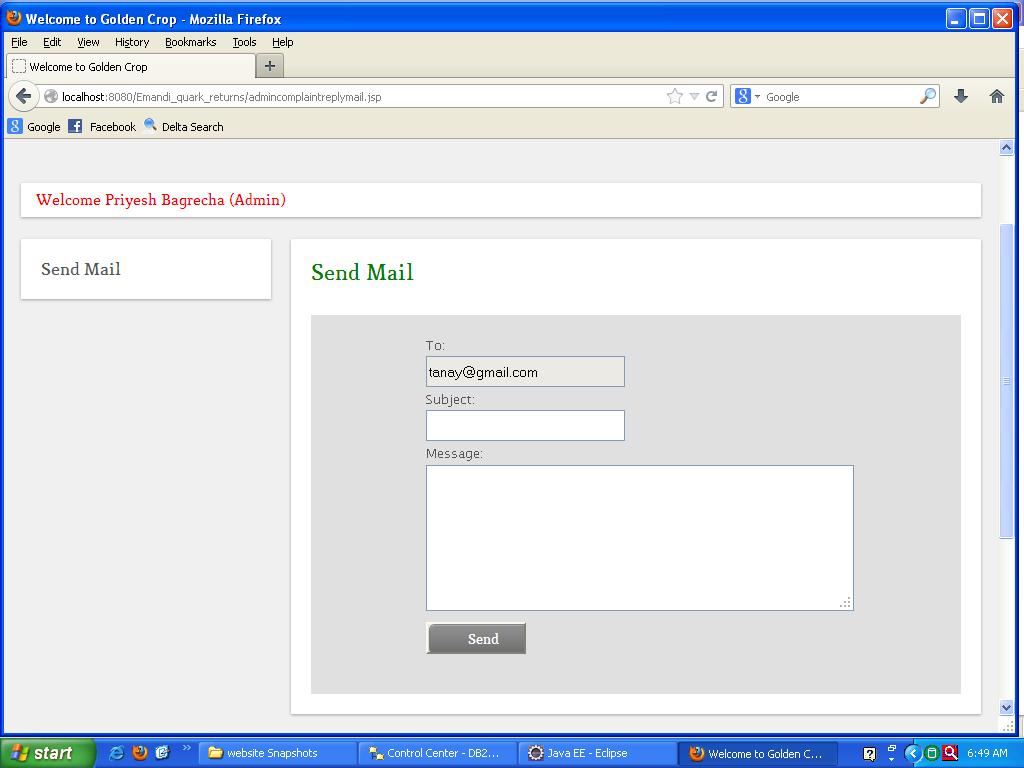 Welcome to Golden Crop - Mozilla Firefox
File Edit View History Bookmarks Tools Help
Welcome to Golden Crop
localhost:8080/Emandi_quark_returns/admincomplaintreplymail.jsp
Google
Google Facebook Delta Search
Welcome Priyesh Bagrecha (Admin)
Send Mail
Send Mail
To:
tanay@gmail.com
Subject:
Message:
Send
start website Snapshots Control Center - DB2... Java EE - Eclipse Welcome to Golden C... 6:49 AM